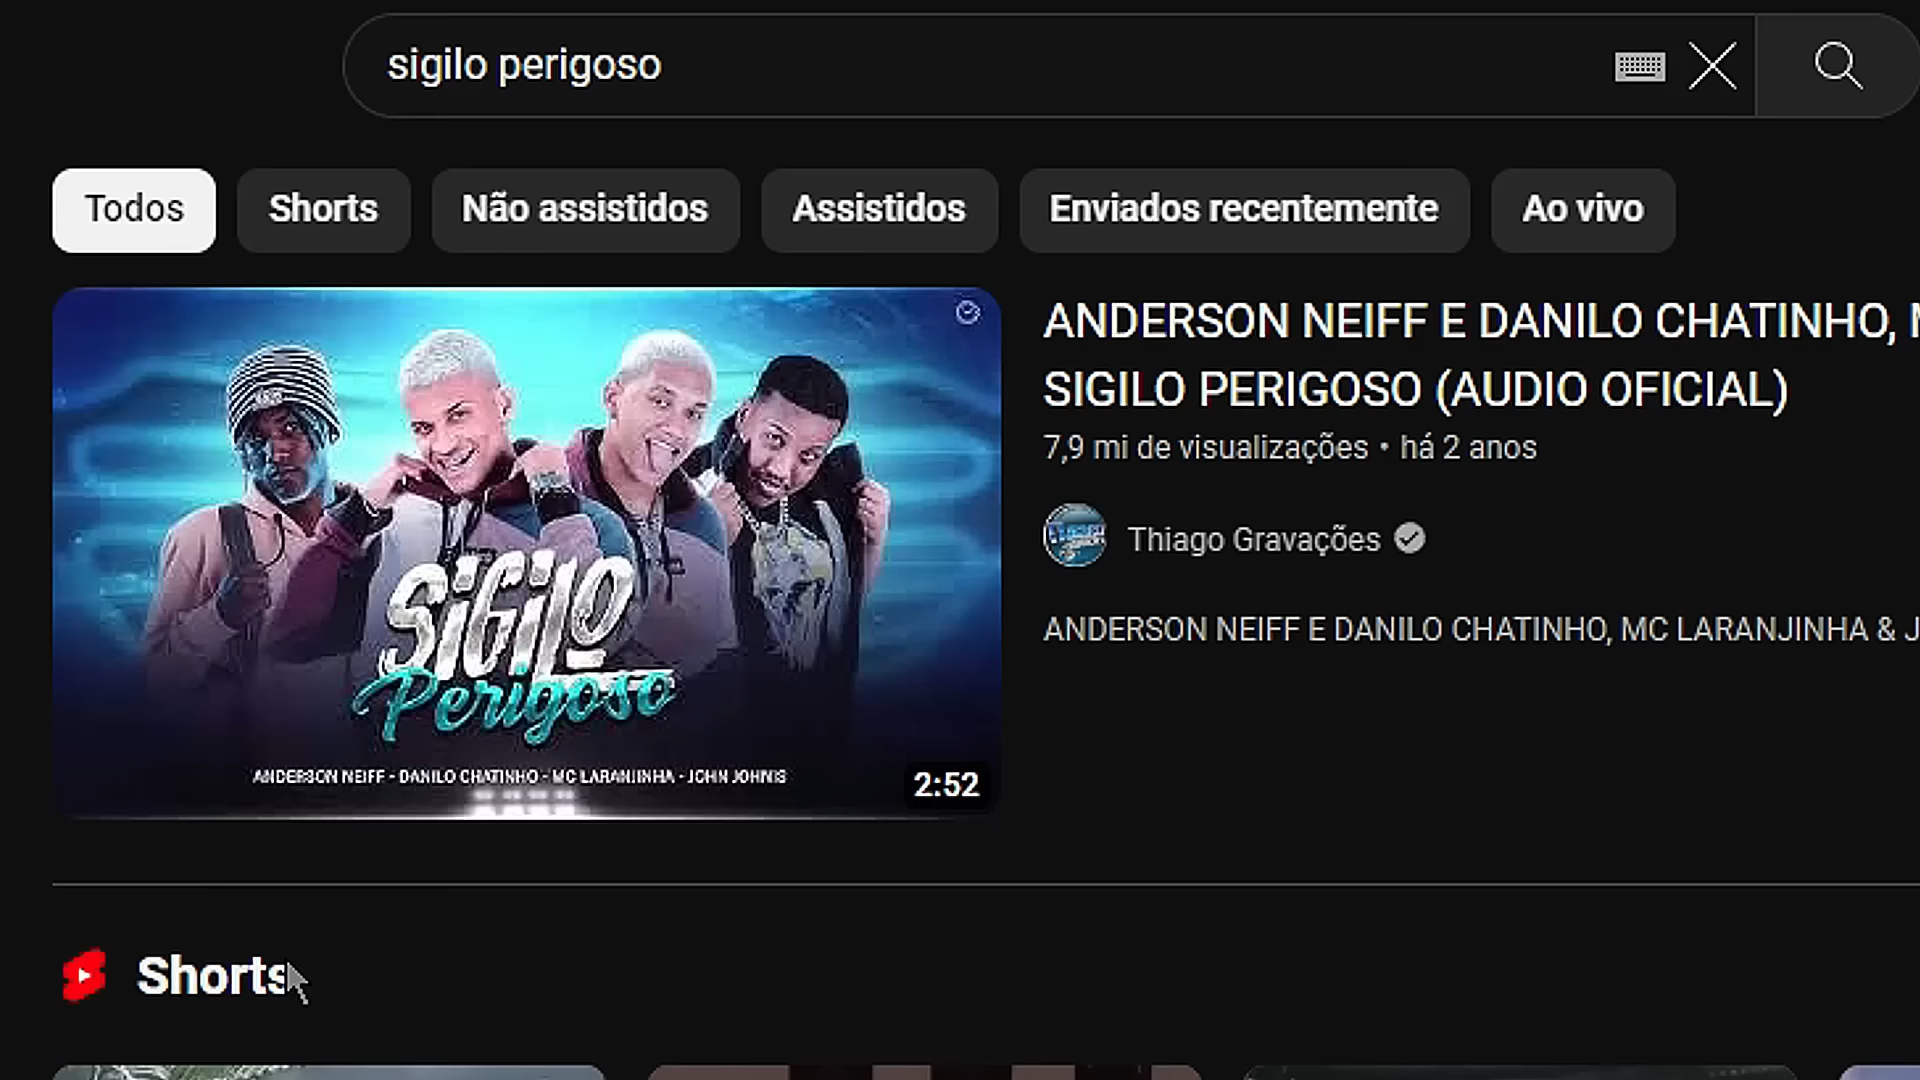 sigilo perigoso
Todos
Shorts
Não assistidos
Assistidos
Enviados recentemente
Ao vivo
ANDERSON NEIFF E DANILO CHATINHO,
SIGILO PERIGOSO (AUDIO OFICIAL)
7,9 mi de visualizações • há 2 anos
Thiago Gravações
ANDERSON NEIFF E DANILO CHATINHO, MC LARANJINHA & J
SiGilo
Perigoso
ANDERSON NEIFF - DANILO CHATINHO - MC LARANJINHA - JOHN JOHNIS
2:52
Shorts